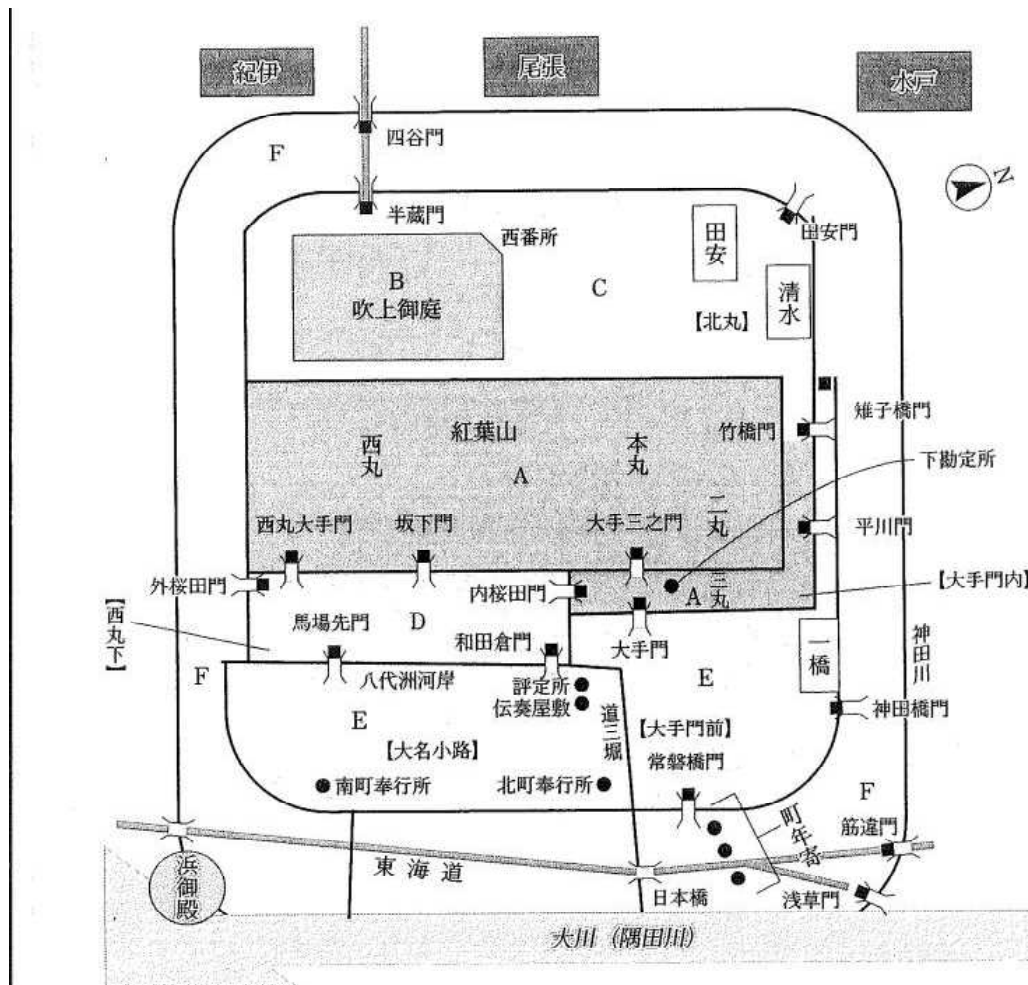 紀伊
尾張
水戸
四谷門
F
N
半蔵門
西番所
田安
田安門
B
吹上御庭
C
清水
【北丸】
雉子橋門
竹橋門
紅葉山
西丸
本丸
A
下勘定所
二丸
西丸大手門
坂下門
大手三之門
平川門
外桜田門
内桜田門
三丸
A
【大手門内】
【西丸下】
馬場先門
D
和田倉門
大手門
一橋
神田川
F
八代洲河岸
評定所
伝奏屋敷
E
E
道三堀
神田橋門
【大名小路】
【大手門前】
常磐橋門
南町奉行所
北町奉行所
F
町年寄
筋違門
東海道
浜御殿
日本橋
浅草門
大川（隅田川）